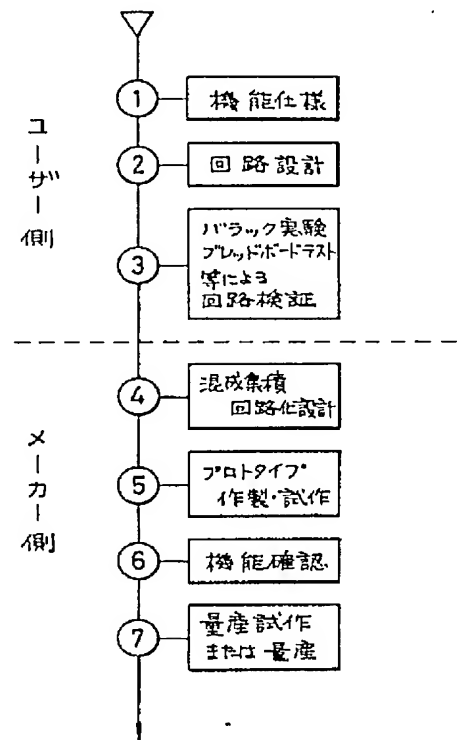 ユーザー側
① 機能仕様
② 回路設計
③ バラック実験
ブレッドボードテスト
等による
回路検証
メーカー側
④ 混成集積
回路化設計
⑤ プロトタイプ
作製・試作
⑥ 機能確認
⑦ 量産試作
または量産